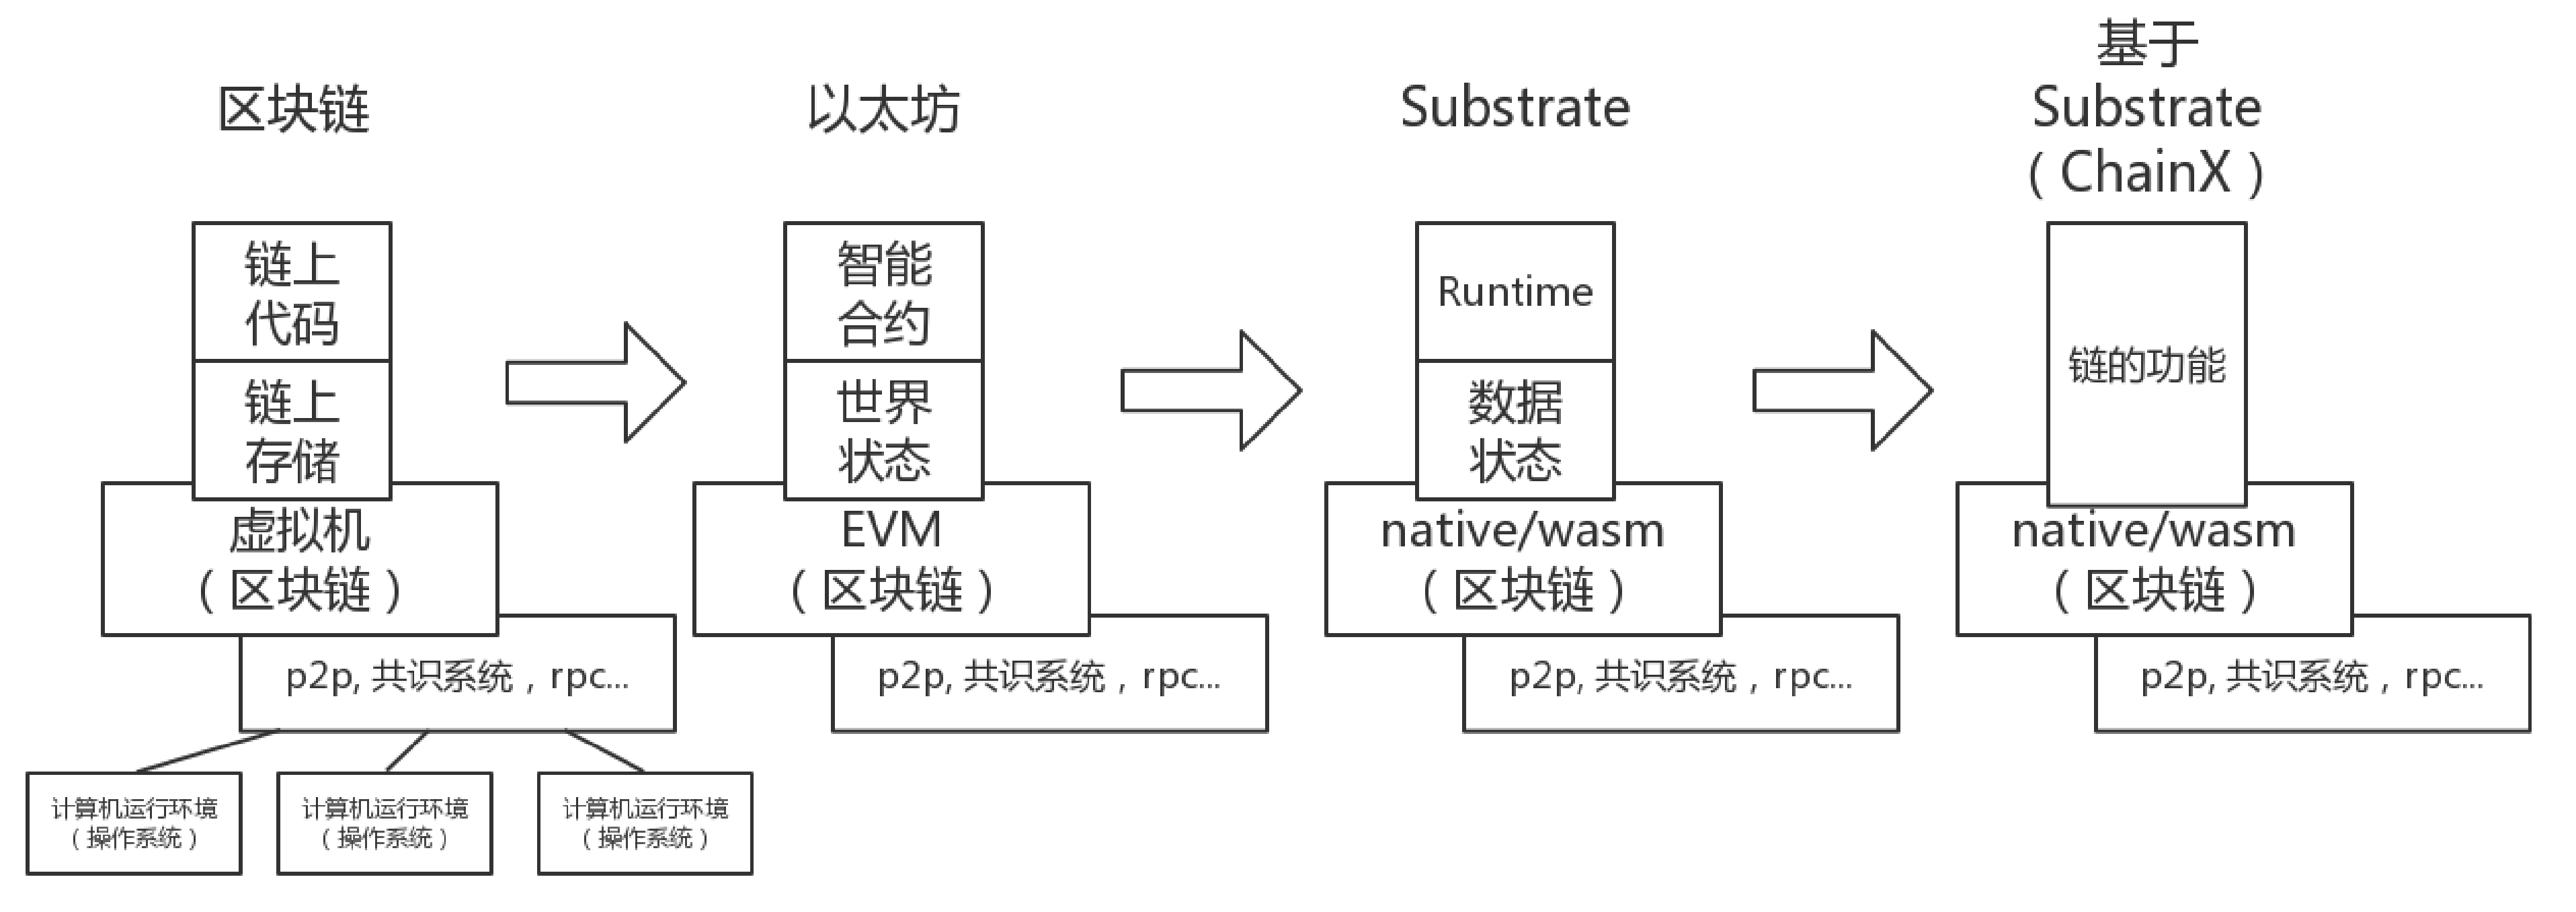 区块链
链上
代码
链上
存储
虚拟机
（区块链）
p2p, 共识系统，rpc...
计算机运行环境
（操作系统）
计算机运行环境
（操作系统）
计算机运行环境
（操作系统）
以太坊
智能
合约
世界
状态
EVM
（区块链）
p2p, 共识系统，rpc...
Substrate
Runtime
数据
状态
native/wasm
（区块链）
p2p, 共识系统，rpc...
基于
Substrate
（ChainX）
链的功能
native/wasm
（区块链）
p2p, 共识系统，rpc...